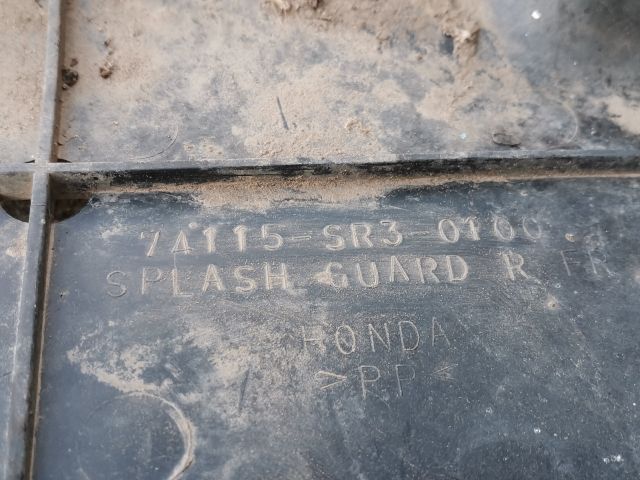 74115-SR3-0100
SPLASH GUARD R FR
HONDA
>PP<